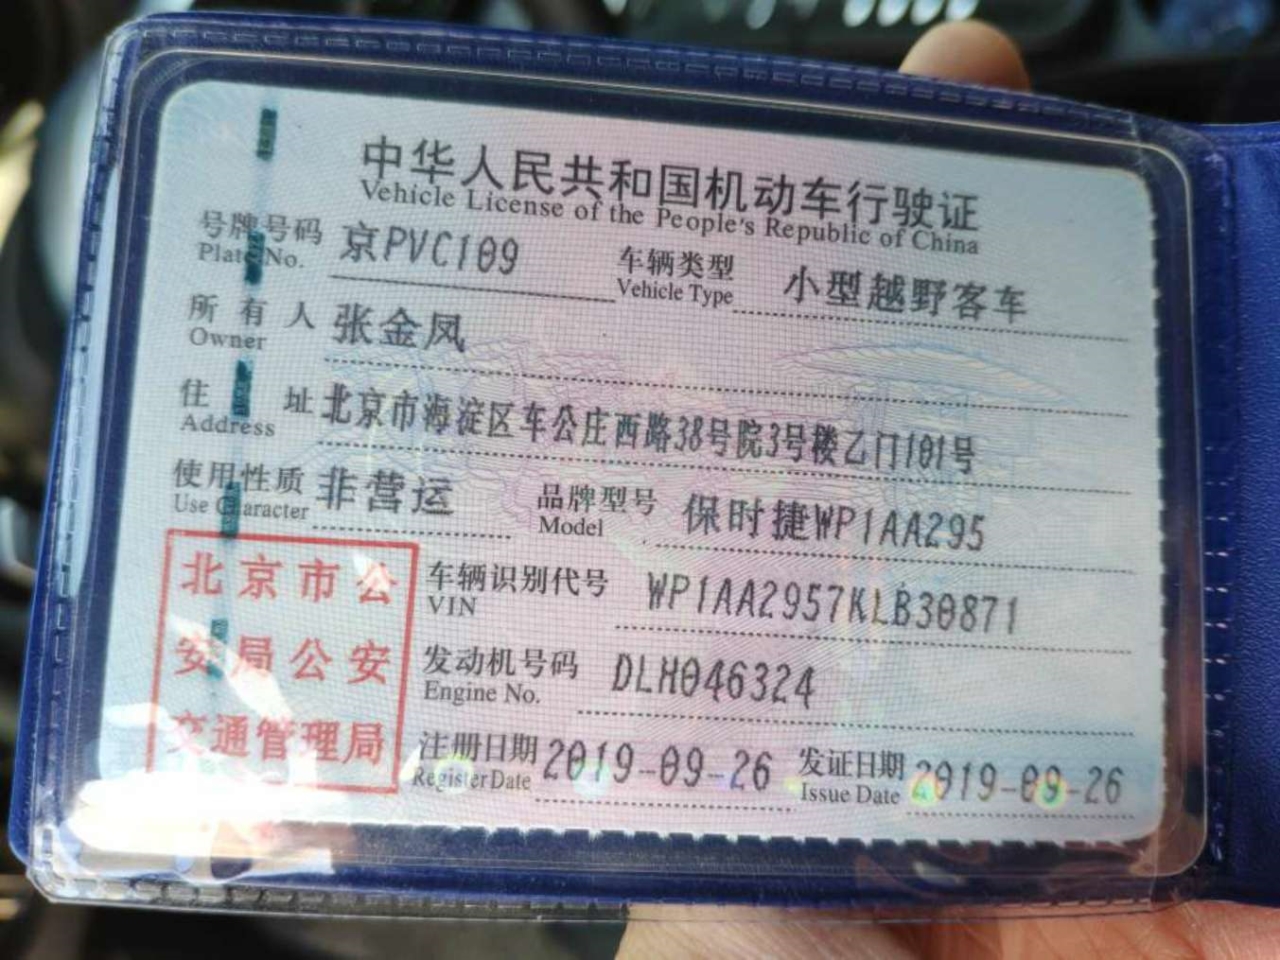 中华人民共和国机动车行驶证
Vehicle License of the People's Republic of China
号牌号码 京PVC109 车辆类型 小型越野客车
Plate No. Vehicle Type
所有人 张金凤
Owner
住址 北京市海淀区车公庄西路38号院3号楼乙门101号
Address
使用性质 非营运 品牌型号 保时捷WP1AA295
Use Character Model
北京市公
安局公安
交通管理局
车辆识别代号 WP1AA2957KLB30871
VIN
发动机号码 DLH046324
Engine No.
注册日期 2019-09-26 发证日期 2019-09-26
Register Date Issue Date